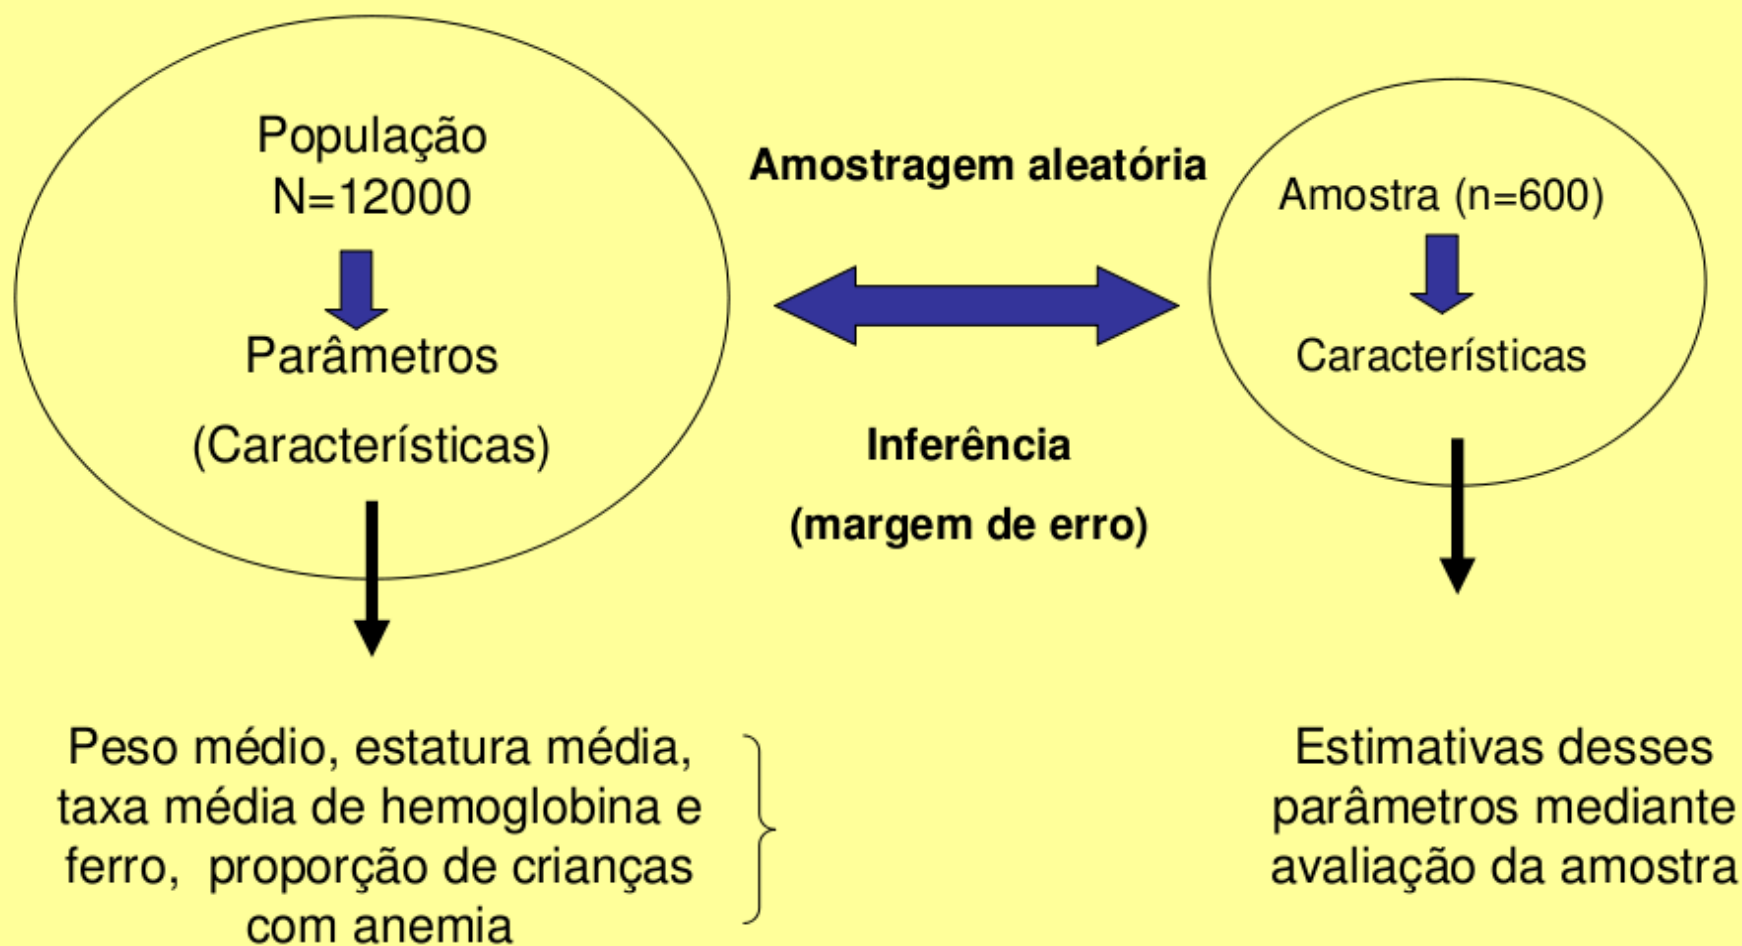 População
N=12000
Parâmetros
(Características)
Amostragem aleatória
Inferência
(margem de erro)
Amostra (n=600)
Características
Peso médio, estatura média,
taxa média de hemoglobina e
ferro, proporção de crianças
com anemia
Estimativas desses
parâmetros mediante
avaliação da amostra